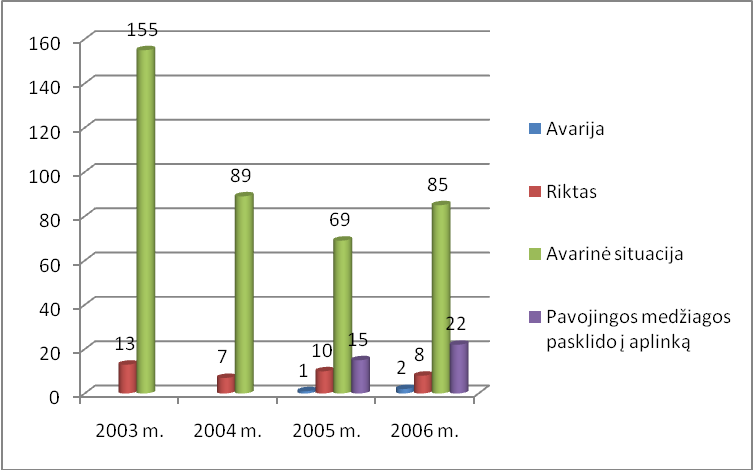 160
140
120
100
80
60
40
20
0
155
13
89
7
69
1
10
15
85
2
8
22
2003 m.
2004 m.
2005 m.
2006 m.
Avarija
Riktas
Avarinė situacija
Pavojingos medžiagos
pasklido į aplinką